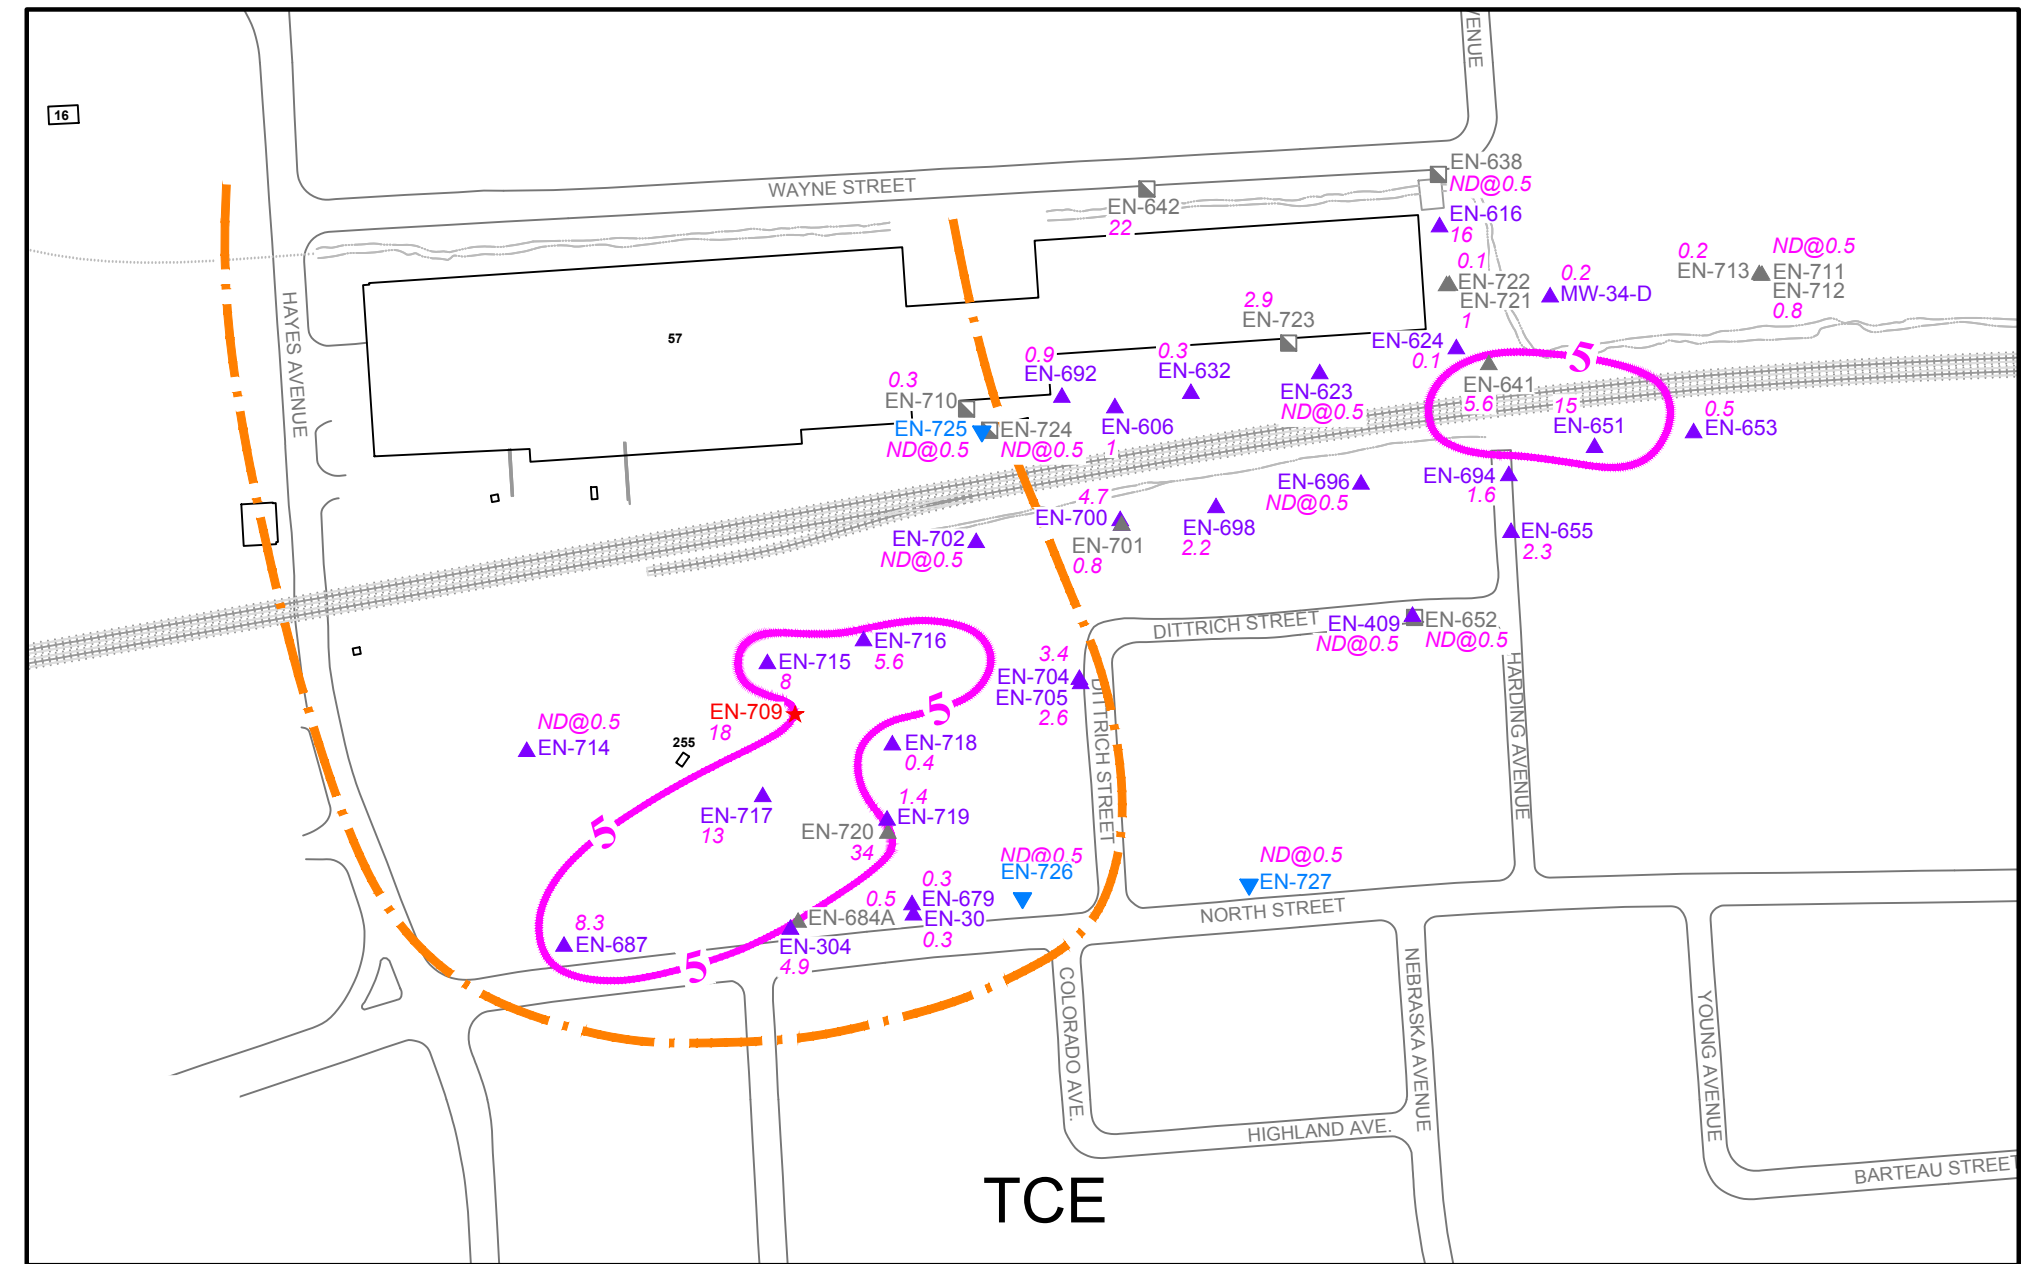 VENUE
16
WAYNE STREET
EN-638
ND@0.5
EN-642
22
EN-616
16
HAYES AVENUE
0.1
EN-722
EN-721
1
0.2
MW-34-D
0.2
EN-713
ND@0.5
EN-711
EN-712
0.8
57
2.9
EN-723
EN-624
0.1
0.9
EN-692
0.3
EN-632
5
EN-641
5.6
15
EN-651
0.5
EN-653
0.3
EN-710
EN-623
ND@0.5
EN-725
ND@0.5
EN-724
ND@0.5
EN-606
1
EN-694
1.6
EN-696
ND@0.5
4.7
EN-700
EN-701
0.8
EN-698
2.2
EN-655
2.3
EN-702
ND@0.5
DITTRICH STREET
EN-409
ND@0.5
EN-652
ND@0.5
EN-716
5.6
EN-715
8
3.4
EN-704
EN-705
2.6
HARDING AVENUE
DITTRICH STREET
EN-709
18
5
ND@0.5
EN-714
255
EN-718
0.4
EN-717
13
1.4
EN-719
EN-720
34
5
ND@0.5
EN-726
ND@0.5
EN-727
0.3
EN-679
0.5
EN-684A
EN-30
0.3
NORTH STREET
8.3
EN-687
EN-304
4.9
5
COLORADO AVE.
NEBRASKA AVENUE
YOUNG AVENUE
HIGHLAND AVE.
BARTEAU STREET
TCE